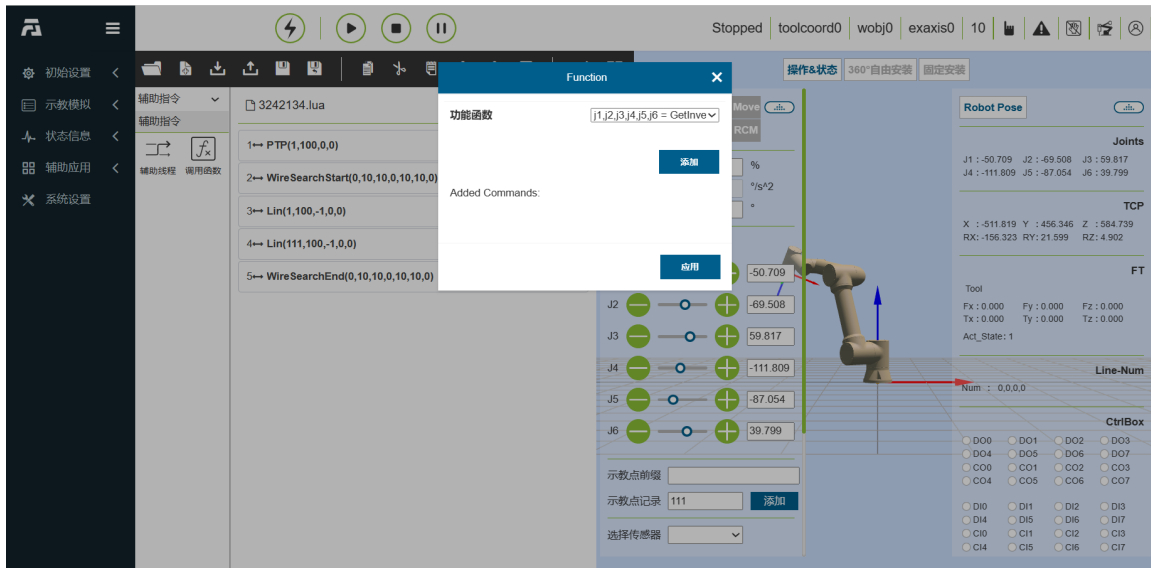 Stopped toolcoord0 wobj0 exaxis0 10
初始设置
示教模拟
状态信息
辅助应用
系统设置
辅助指令
辅助指令
辅助线程 调用函数
3242134.lua
1 PTP(1,100,0,0)
2 WireSearchStart(0,10,10,0,10,10,0)
3 Lin(1,100,-1,0,0)
4 Lin(111,100,-1,0,0)
5 WireSearchEnd(0,10,10,0,10,10,0)
Function
功能函数 j1,j2,j3,j4,j5,j6 = GetInve
添加
Added Commands:
应用
操作&状态 360°自由安装 固定安装
Move
RCM
%
°/s^2
°
-50.709
J2 -69.508
J3 59.817
J4 -111.809
J5 -87.054
J6 39.799
示教点前缀
示教点记录 111 添加
选择传感器
Robot Pose
Joints
J1 : -50.709 J2 : -69.508 J3 : 59.817
J4 : -111.809 J5 : -87.054 J6 : 39.799
TCP
X : -511.819 Y : 456.346 Z : 584.739
RX: -156.323 RY: 21.599 RZ: 4.902
FT
Tool
Fx : 0.000 Fy : 0.000 Fz : 0.000
Tx : 0.000 Ty : 0.000 Tz : 0.000
Act_State: 1
Line-Num
Num : 0,0,0,0
CtrlBox
DO0 DO1 DO2 DO3
DO4 DO5 DO6 DO7
CO0 CO1 CO2 CO3
CO4 CO5 CO6 CO7
DI0 DI1 DI2 DI3
DI4 DI5 DI6 DI7
CI0 CI1 CI2 CI3
CI4 CI5 CI6 CI7